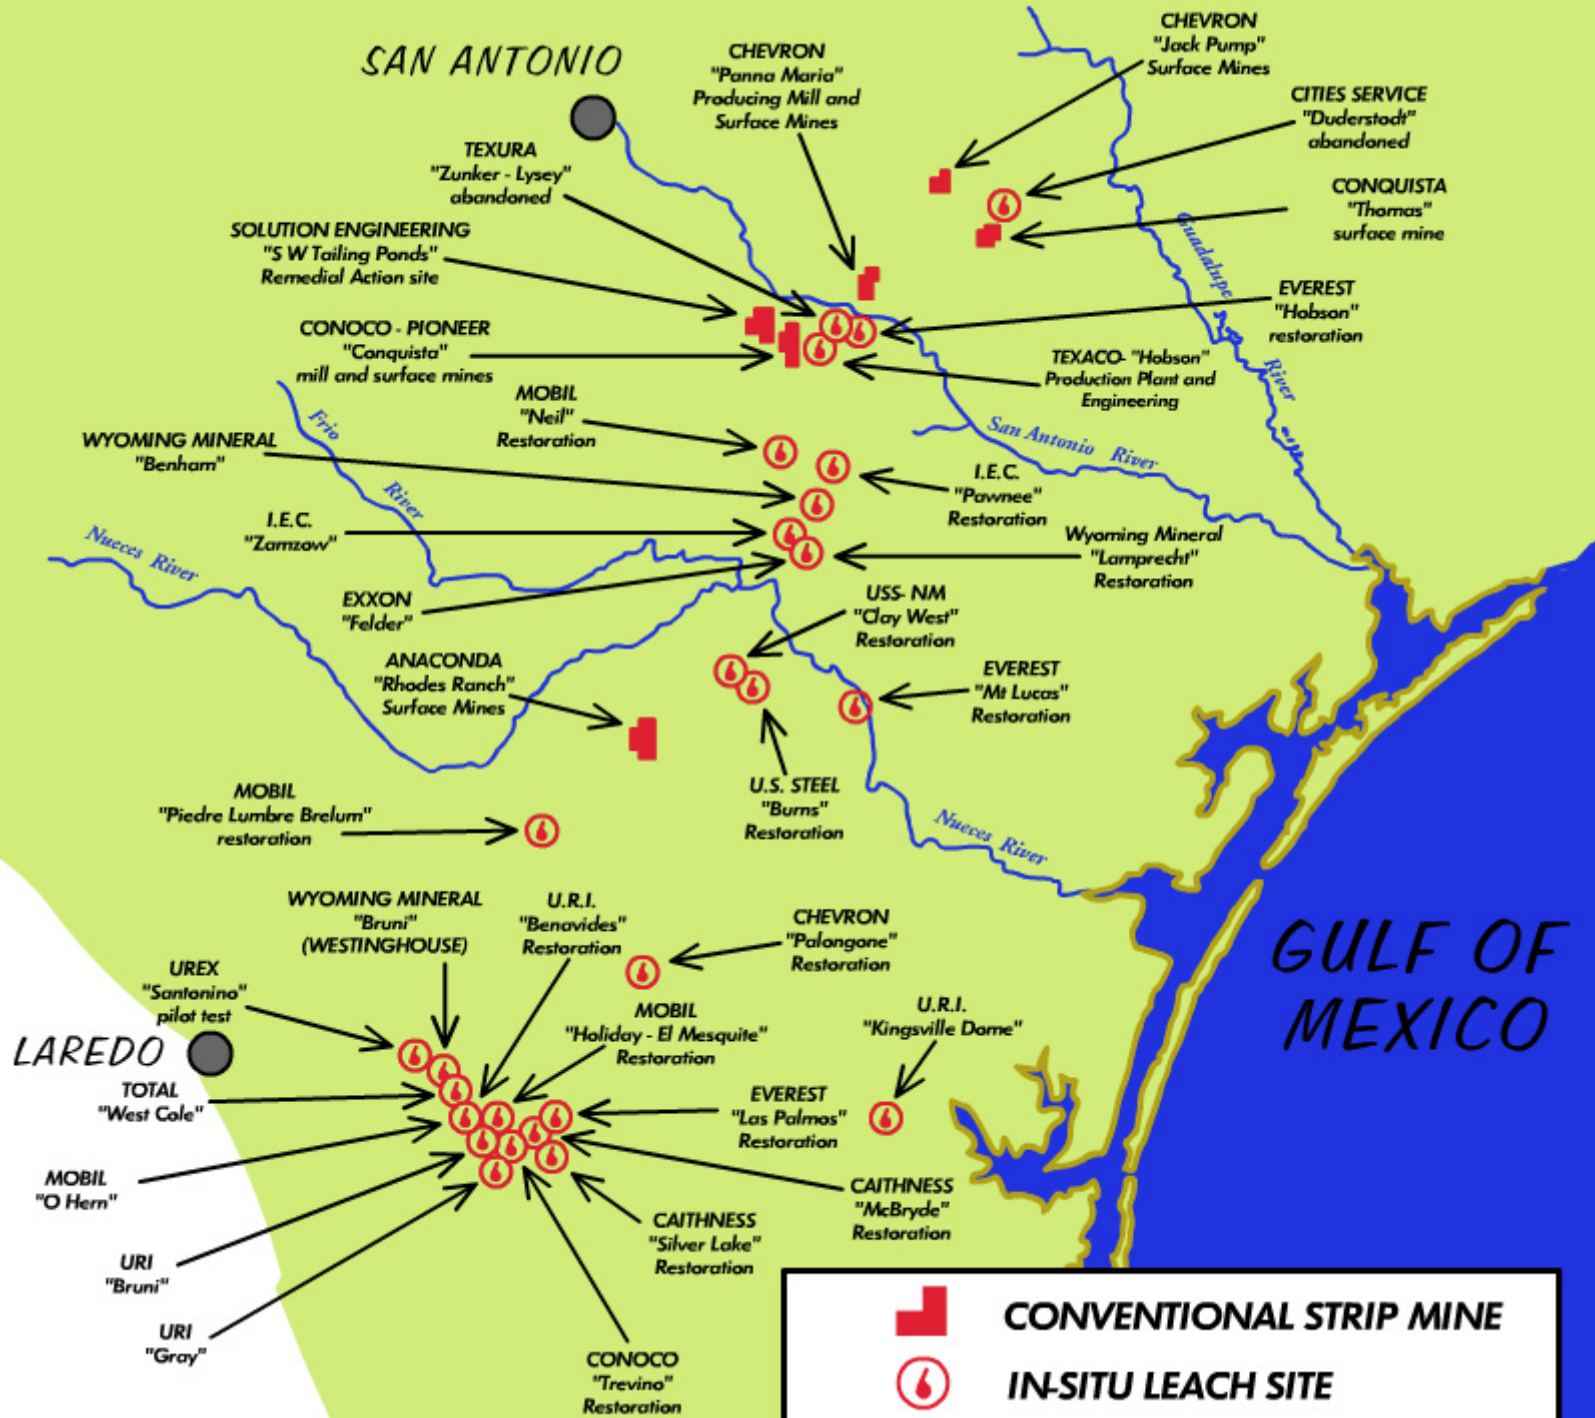 SAN ANTONIO
CHEVRON
"Panna Maria"
Producing Mill and
Surface Mines
CHEVRON
"Jack Pump"
Surface Mines
CITIES SERVICE
"Duderstodt"
abandoned
TEXURA
"Zunker - Lysey"
abandoned
CONQUISTA
"Thomas"
surface mine
SOLUTION ENGINEERING
"S W Tailing Ponds"
Remedial Action site
Guadalupe
River
EVEREST
"Hobson"
restoration
CONOCO - PIONEER
"Conquista"
mill and surface mines
TEXACO- "Hobson"
Production Plant and
Engineering
MOBIL
"Neil"
Restoration
Frio
River
San Antonio River
WYOMING MINERAL
"Benham"
I.E.C.
"Pawnee"
Restoration
I.E.C.
"Zamzow"
Nueces River
Wyoming Mineral
"Lamprecht"
Restoration
EXXON
"Felder"
USS- NM
"Clay West"
Restoration
ANACONDA
"Rhodes Ranch"
Surface Mines
EVEREST
"Mt Lucas"
Restoration
MOBIL
"Piedre Lumbre Brelum"
restoration
U.S. STEEL
"Burns"
Restoration
Nueces River
WYOMING MINERAL
"Bruni"
(WESTINGHOUSE)
U.R.I.
"Benavides"
Restoration
CHEVRON
"Palongone"
Restoration
GULF OF
MEXICO
UREX
"Santonino"
pilot test
MOBIL
"Holiday - El Mesquite"
Restoration
U.R.I.
"Kingsville Dome"
LAREDO
TOTAL
"West Cole"
EVEREST
"Las Palmos"
Restoration
MOBIL
"O Hern"
CAITHNESS
"McBryde"
Restoration
CAITHNESS
"Silver Lake"
Restoration
URI
"Bruni"
URI
"Gray"
CONOCO
"Trevino"
Restoration
CONVENTIONAL STRIP MINE
IN-SITU LEACH SITE